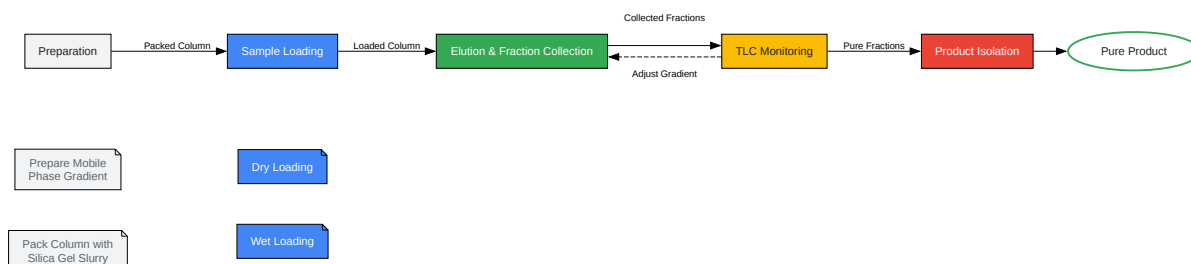 Collected Fractions
Preparation
Packed Column
Sample Loading
Loaded Column
Elution & Fraction Collection
TLC Monitoring
Pure Fractions
Product Isolation
Pure Product
Adjust Gradient
Prepare Mobile
Phase Gradient
Dry Loading
Wet Loading
Pack Column with
Silica Gel Slurry